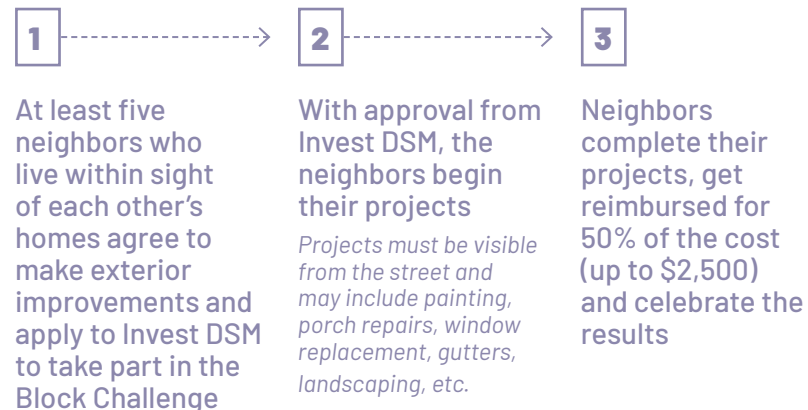 1
At least five
neighbors who
live within sight
of each other's
homes agree to
make exterior
improvements and
apply to Invest DSM
to take part in the
Block Challenge
2
With approval from
Invest DSM, the
neighbors begin
their projects
Projects must be visible
from the street and
may include painting,
porch repairs, window
replacement, gutters,
landscaping, etc.
3
Neighbors
complete their
projects, get
reimbursed for
50% of the cost
(up to $2,500)
and celebrate the
results